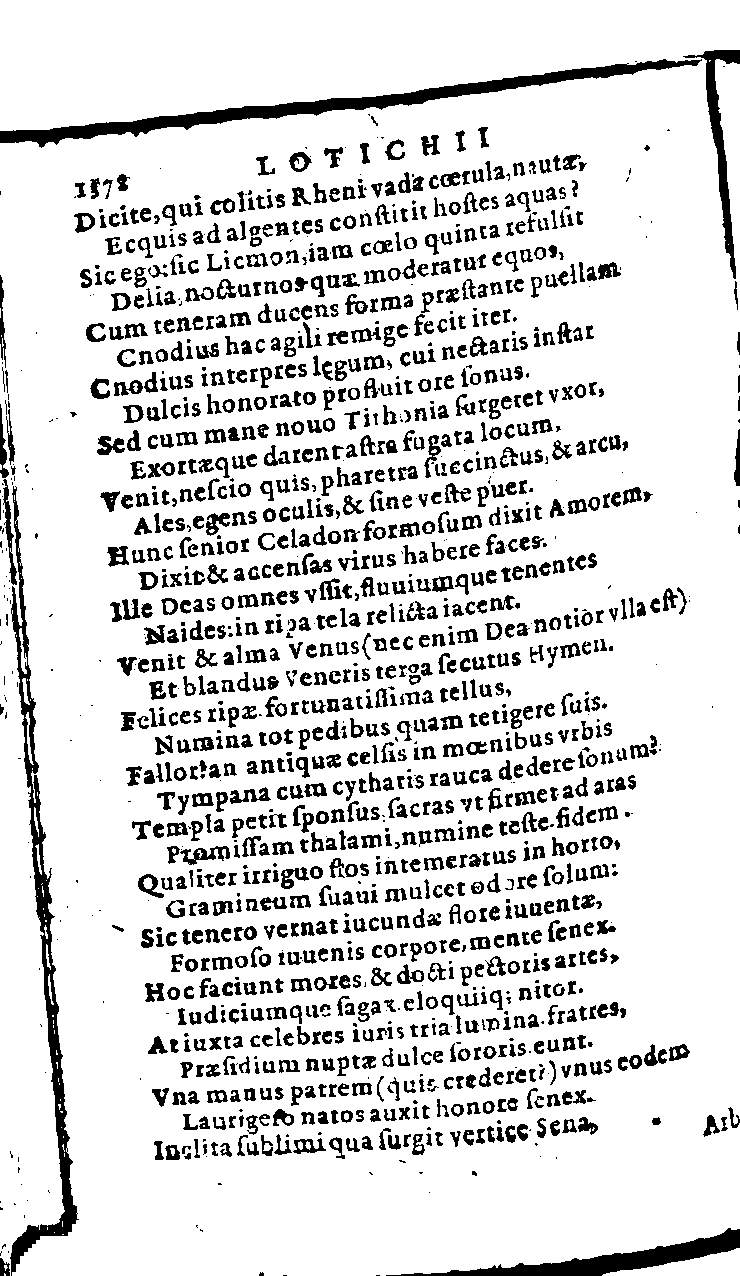 1578 LOTICHII
Dicite, qui colitis Rheni vada cœrula, nautæ,
Ecquis ad algentes conſtitit hoſtes aquas?
Sic ego: ſic Licmon, iam cœlo quinta refulſit
Delia, nocturnos quæ moderatur equos,
Cum teneram ducens forma præſtante puellam
Cnodius hac agili remige fecit iter.
Cnodius interpres legum, cui nectaris inſtar
Dulcis honorato profluit ore ſonus.
Sed cum mane nouo Tithonia ſurgeret vxor,
Exortæque darent aſtra fugata locum,
Venit, neſcio quis, pharetra ſuccinctus, & arcu,
Ales, egens oculis, & ſine veſte puer.
Hunc ſenior Celadon formoſum dixit Amorem,
Dixit & accenſas virus habere faces.
Ille Deas omnes vſſit, fluuiumque tenentes
Naides: in ripa tela relicta iacent.
Venit & alma Venus (nec enim Dea notior vlla eſt)
Et blandus Veneris terga ſecutus Hymen.
Felices ripæ. fortunatiſſima tellus,
Numina tot pedibus quam tetigere ſuis.
Fallor? an antiquæ celſis in mœnibus vrbis
Tympana cum cytharis rauca dedere ſonum?
Templa petit ſponſus, ſacras vt firmet ad aras
Promiſſam thalami, numine teſte, fidem.
Qualiter irriguo flos intemeratus in horto,
Gramineum ſuaui mulcet odore ſolum:
Sic tenero vernat iucundæ flore iuuentæ,
Formoſo iuuenis corpore, mente ſenex.
Hoc faciunt mores, & docti pectoris artes,
Iudiciumque ſagax, eloquiiq; nitor.
At iuxta celebres iuris tria lumina, fratres,
Præſidium nuptæ dulce ſororis eunt.
Vna manus patrem (quis crederet?) vnus eodem
Laurigero natos auxit honore ſenex.
Inclita ſublimi qua ſurgit vertice Sena,
Arb